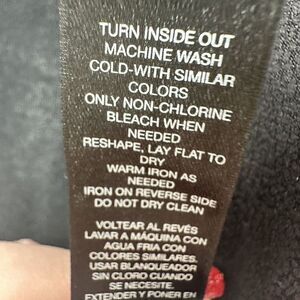 TURN INSIDE OUT
MACHINE WASH
COLD-WITH SIMILAR
COLORS
ONLY NON-CHLORINE
BLEACH WHEN
NEEDED
RESHAPE, LAY FLAT TO
DRY
WARM IRON AS
NEEDED
IRON ON REVERSE SIDE
DO NOT DRY CLEAN
VOLTEAR AL REVÉS
LAVAR A MÁQUINA CON
AGUA FRIA CON
COLORES SIMILARES.
USAR BLANQUEADOR
SIN CLORO CUANDO
SE NECESITE.
EXTENDER Y PONER EN